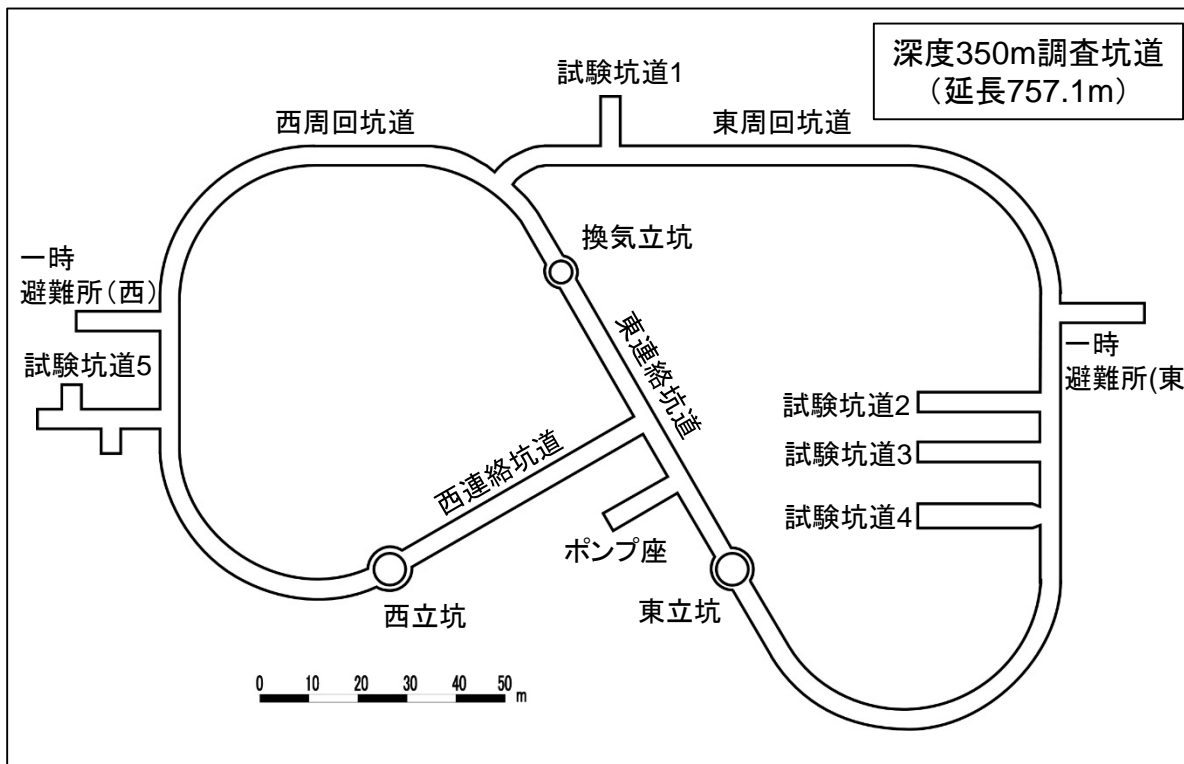 深度350m調査坑道
（延長757.1m）
試験坑道1
西周回坑道
東周回坑道
換気立坑
一時
避難所（西）
東連絡坑道
一時
避難所(東
試験坑道5
試験坑道2
試験坑道3
西連絡坑道
試験坑道4
ポンプ座
西立坑
東立坑
0 10 20 30 40 50
m